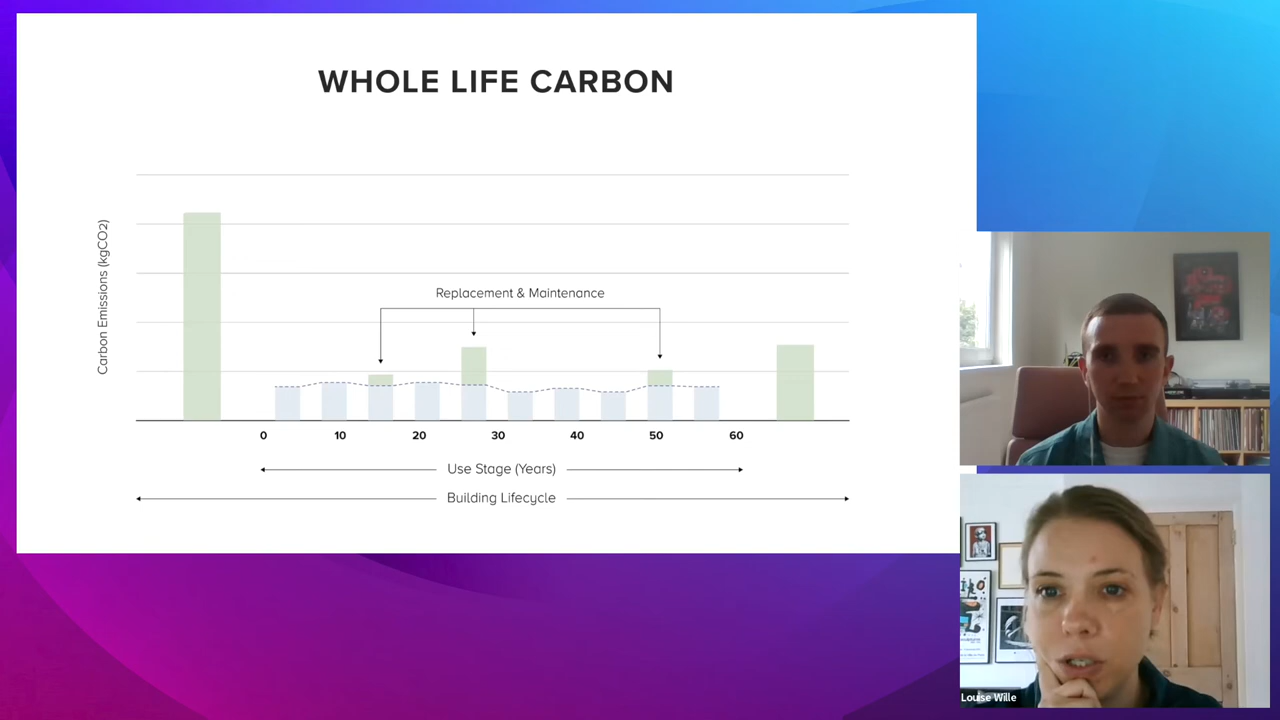 WHOLE LIFE CARBON
Carbon Emissions (kgCO2)
Replacement & Maintenance
0 10 20 30 40 50 60
Use Stage (Years)
Building Lifecycle
Louise Wille